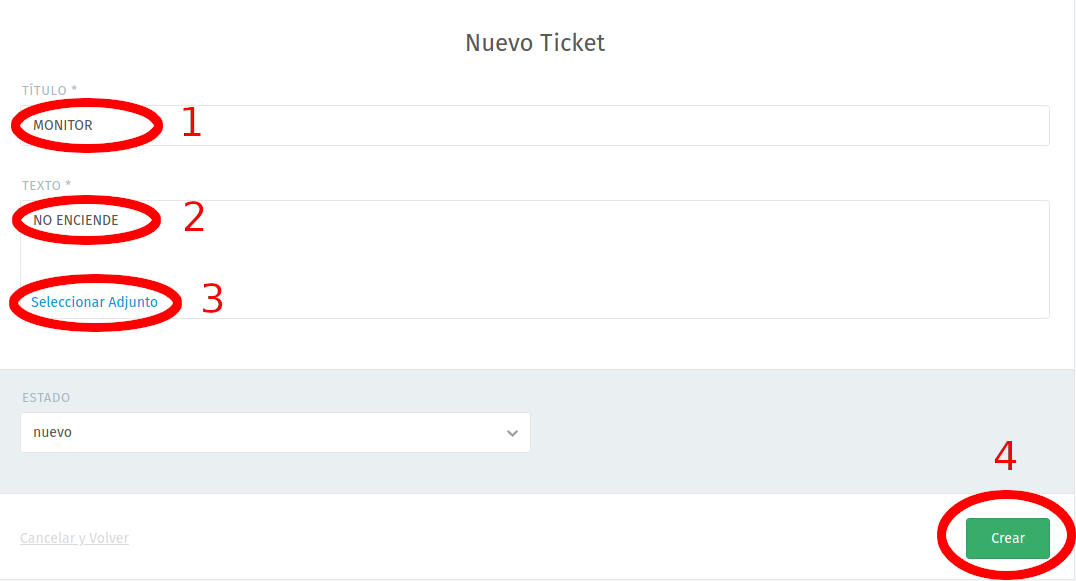 Nuevo Ticket
TÍTULO *
MONITOR 1
TEXTO *
NO ENCIENDE 2
Seleccionar Adjunto 3
ESTADO
nuevo
4
Cancelar y Volver Crear